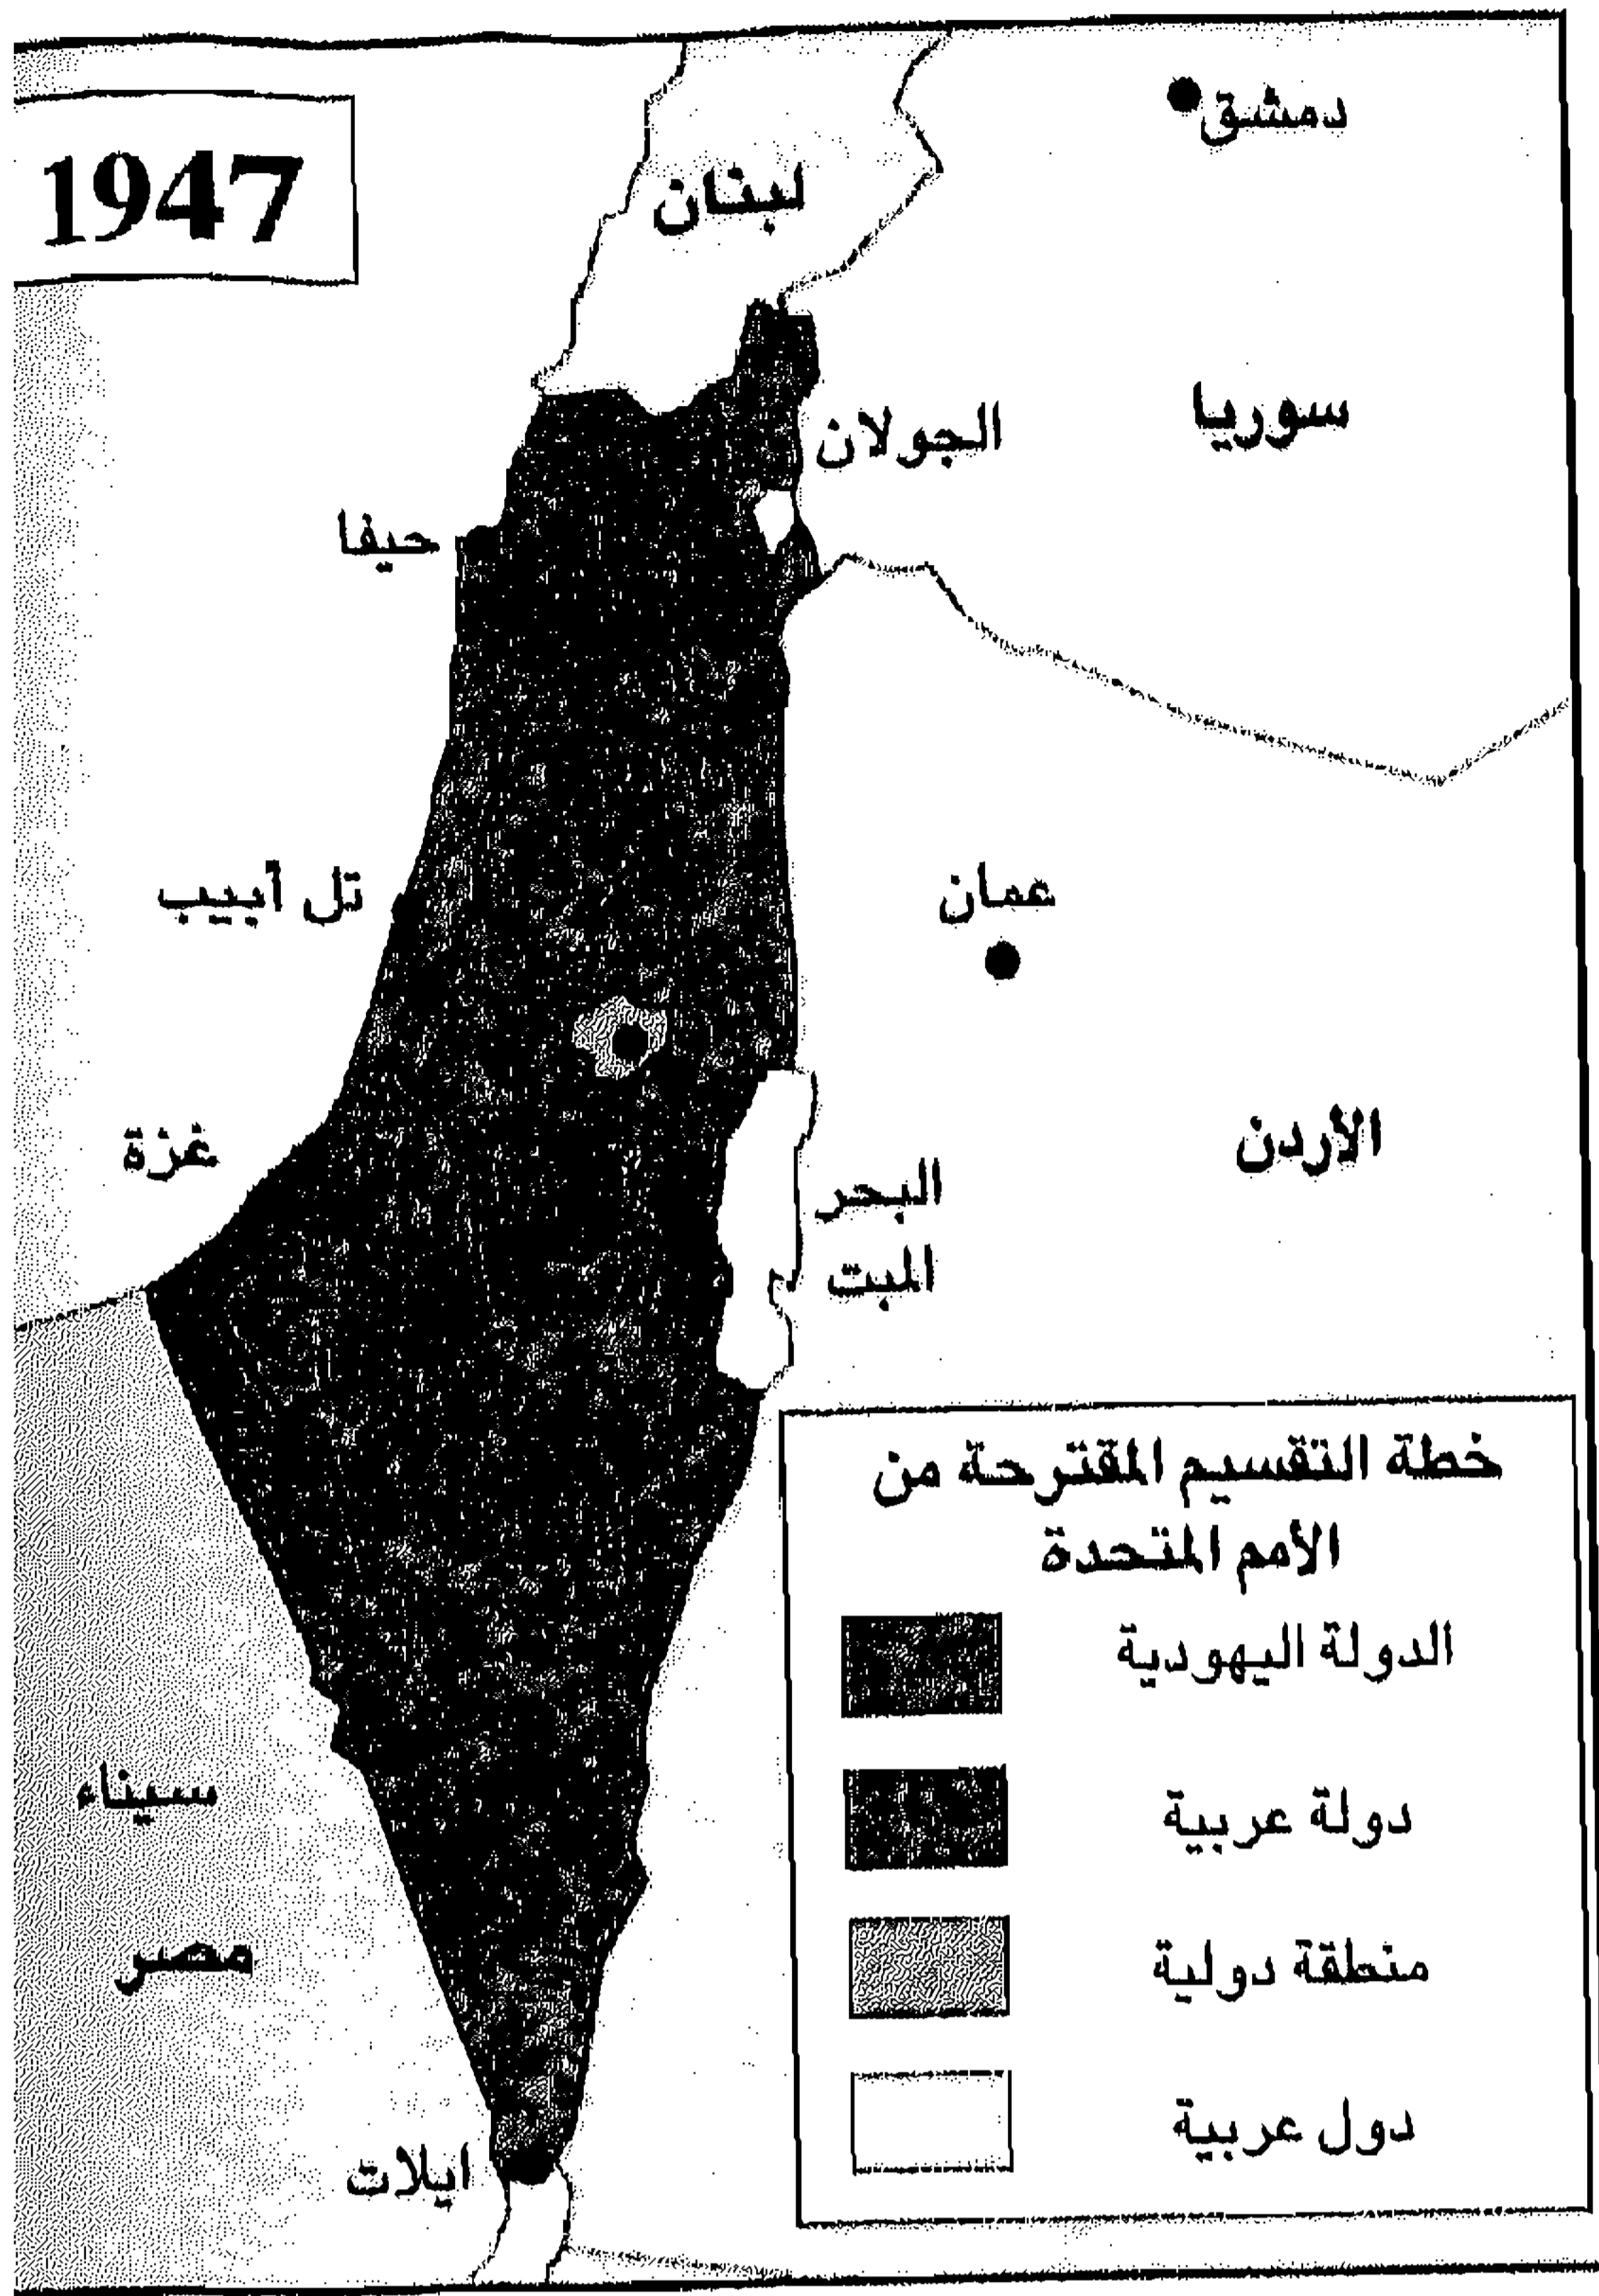 1947
دمشق
لبنان
سوريا
الجولان
حيفا
تل أبيب
عمان
غزة
الأردن
البحر
المبت
خطة التقسيم المقترحة من
الأمم المتحدة
الدولة اليهودية
دولة عربية
منطقة دولية
دول عربية
سيناء
مصر
ايلات